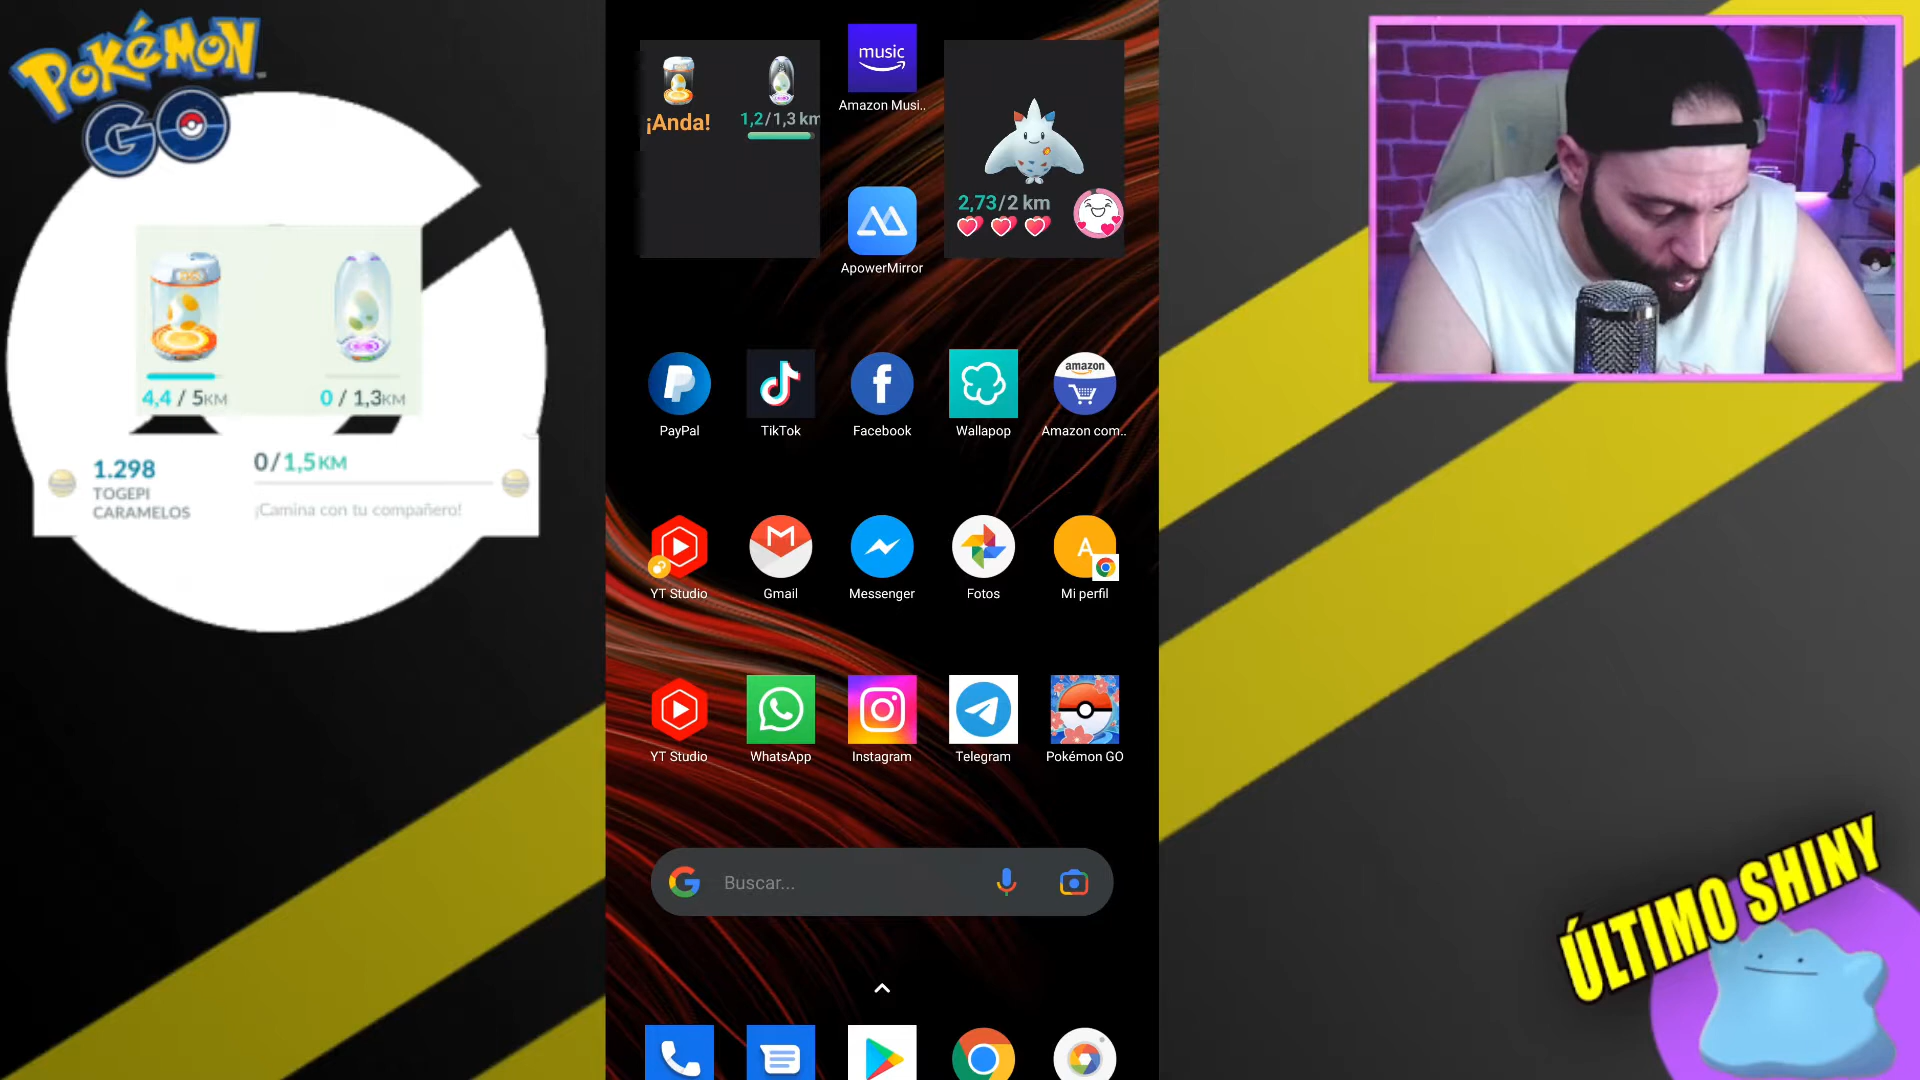 POKÉMON
GO
4,4 / 5KM
0 / 1,3KM
1.298
TOGEPI
CARAMELOS
0/1,5KM
¡Camina con tu compañero!
¡Anda!
1,2/1,3 km
music
Amazon Musi..
ApowerMirror
2,73/2 km
PayPal
TikTok
Facebook
Wallapop
amazon
Amazon com..
YT Studio
Gmail
Messenger
Fotos
A
Mi perfil
YT Studio
WhatsApp
Instagram
Telegram
Pokémon GO
Buscar...
ÚLTIMO SHINY